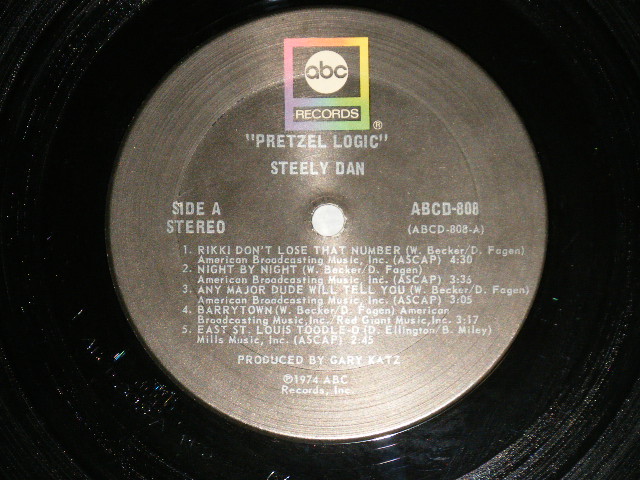 abc
RECORDS
®
"PRETZEL LOGIC"
STEELY DAN
SIDE A
STEREO
ABCD-808
(ABCD-808-A)
1. RIKKI DON'T LOSE THAT NUMBER (W. Becker/D. Fagen)
American Broadcasting Music, Inc. (ASCAP) 4:30
2. NIGHT BY NIGHT (W. Becker/D. Fagen)
American Broadcasting Music, Inc. (ASCAP) 3:36
3. ANY MAJOR DUDE WILL TELL YOU (W. Becker/D. Fagen)
American Broadcasting Music, Inc. (ASCAP) 3:05
4. BARRYTOWN (W. Becker/D. Fagen) American
Broadcasting Music, Inc./Red Giant Music, Inc. 3:17
5. EAST ST. LOUIS TOODLE-O (D. Ellington/B. Miley)
Mills Music, Inc. (ASCAP) 2:45
PRODUCED BY GARY KATZ
℗1974 ABC
Records, Inc.